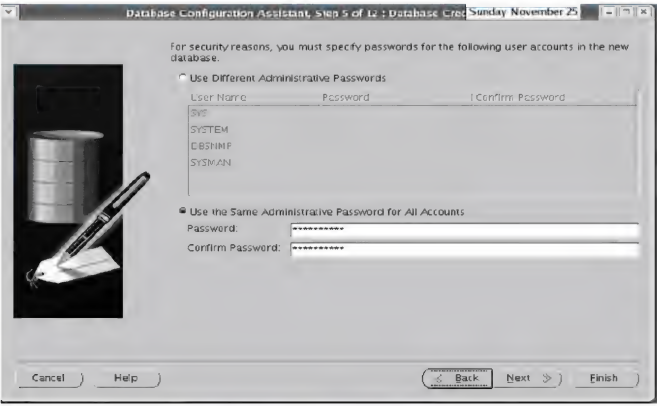 Database Configuration Assistant, Step 5 of 12 : Database Cred
Sunday November 25
For security reasons, you must specify passwords for the following user accounts in the new
database.
Use Different Administrative Passwords
User Name Password Confirm Password
SYS
SYSTEM
DBSNMP
SYSMAN
Use the Same Administrative Password for All Accounts
Password: **********
Confirm Password: **********
Cancel Help Back Next Finish